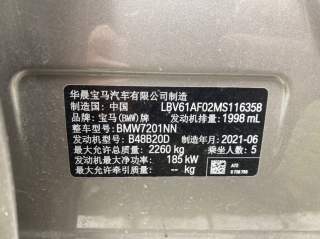 华晨宝马汽车有限公司制造
制造国:中国 LBV61AF02MS116358
品牌:宝马(BMW)牌 发动机排量:1998 mL
整车型号:BMW7201NN
发动机型号:B48B20D 制造年月:2021-06
最大允许总质量:2260 kg 乘坐人数:5
发动机最大净功率:185 kW
最大允许牵引质量:-- kg